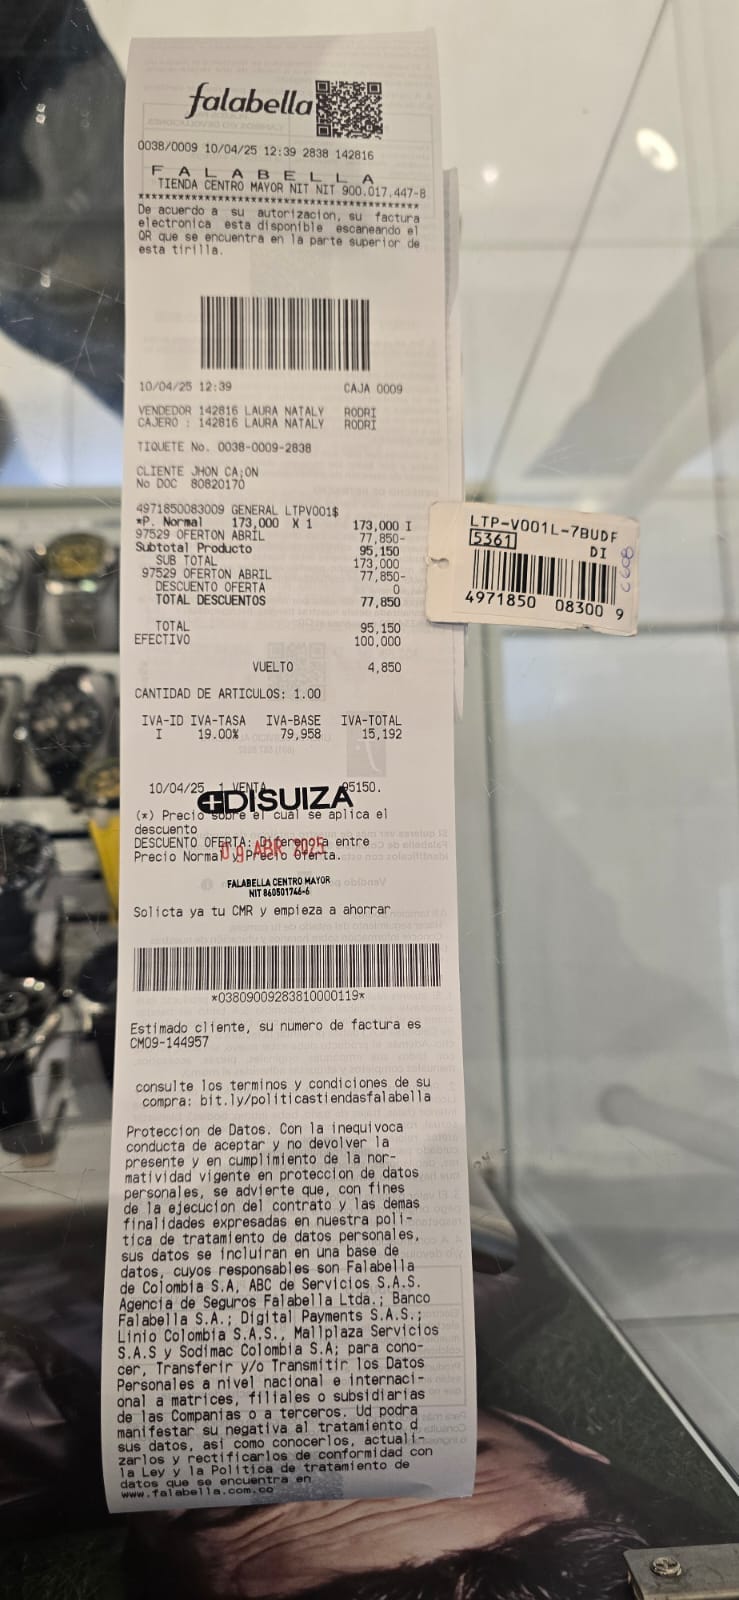 falabella
0038/0009 10/04/25 12:39 2838 142816
F A L A B E L L A
TIENDA CENTRO MAYOR NIT NIT 900.017.447-8
****************************************
De acuerdo a su autorizacion, su factura
electronica esta disponible escaneando el
QR que se encuentra en la parte superior de
esta tirilla.
10/04/25 12:39 CAJA 0009
VENDEDOR 142816 LAURA NATALY RODRI
CAJERO : 142816 LAURA NATALY RODRI
TIQUETE No. 0038-0009-2838
CLIENTE JHON CA¡ON
No DOC 80820170
4971850083009 GENERAL LTPV001$
*P. Normal 173,000 X 1 173,000 I
97529 OFERTON ABRIL 77,850-
Subtotal Producto 95,150
SUB TOTAL 173,000
97529 OFERTON ABRIL 77,850-
DESCUENTO OFERTA 0
TOTAL DESCUENTOS 77,850
TOTAL 95,150
EFECTIVO 100,000
VUELTO 4,850
CANTIDAD DE ARTICULOS: 1.00
IVA-ID IVA-TASA IVA-BASE IVA-TOTAL
I 19.00% 79,958 15,192
10/04/25 1 VENTA 95150.
DISUIZA
(*) Precio sobre el cual se aplica el
descuento
DESCUENTO OFERTA: Diferencia entre
Precio Normal y Precio Oferta.
09 ABR 2025
FALABELLA CENTRO MAYOR
NIT 860501746-6
Solicta ya tu CMR y empieza a ahorrar
*03809009283810000119*
Estimado cliente, su numero de factura es
CM09-144957
consulte los terminos y condiciones de su
compra: bit.ly/politicastiendasfalabella
Proteccion de Datos. Con la inequivoca
conducta de aceptar y no devolver la
presente y en cumplimiento de la nor-
matividad vigente en proteccion de datos
personales, se advierte que, con fines
de la ejecucion del contrato y las demas
finalidades expresadas en nuestra poli-
tica de tratamiento de datos personales,
sus datos se incluiran en una base de
datos, cuyos responsables son Falabella
de Colombia S.A, ABC de Servicios S.A.S.
Agencia de Seguros Falabella Ltda.; Banco
Falabella S.A.; Digital Payments S.A.S.;
Linio Colombia S.A.S., Mallplaza Servicios
S.A.S y Sodimac Colombia S.A; para cono-
cer, Transferir y/o Transmitir los Datos
Personales a nivel nacional e internaci-
onal a matrices, filiales o subsidiarias
de las Companias o a terceros. Ud podra
manifestar su negativa al tratamiento d
sus datos, asi como conocerlos, actuali-
zarlos y rectificarlos de conformidad con
la Ley y la Politica de tratamiento de
datos que se encuentra en
www.falabella.com.co
LTP-V001L-7BUDF
5361 DI
4971850 08300 9